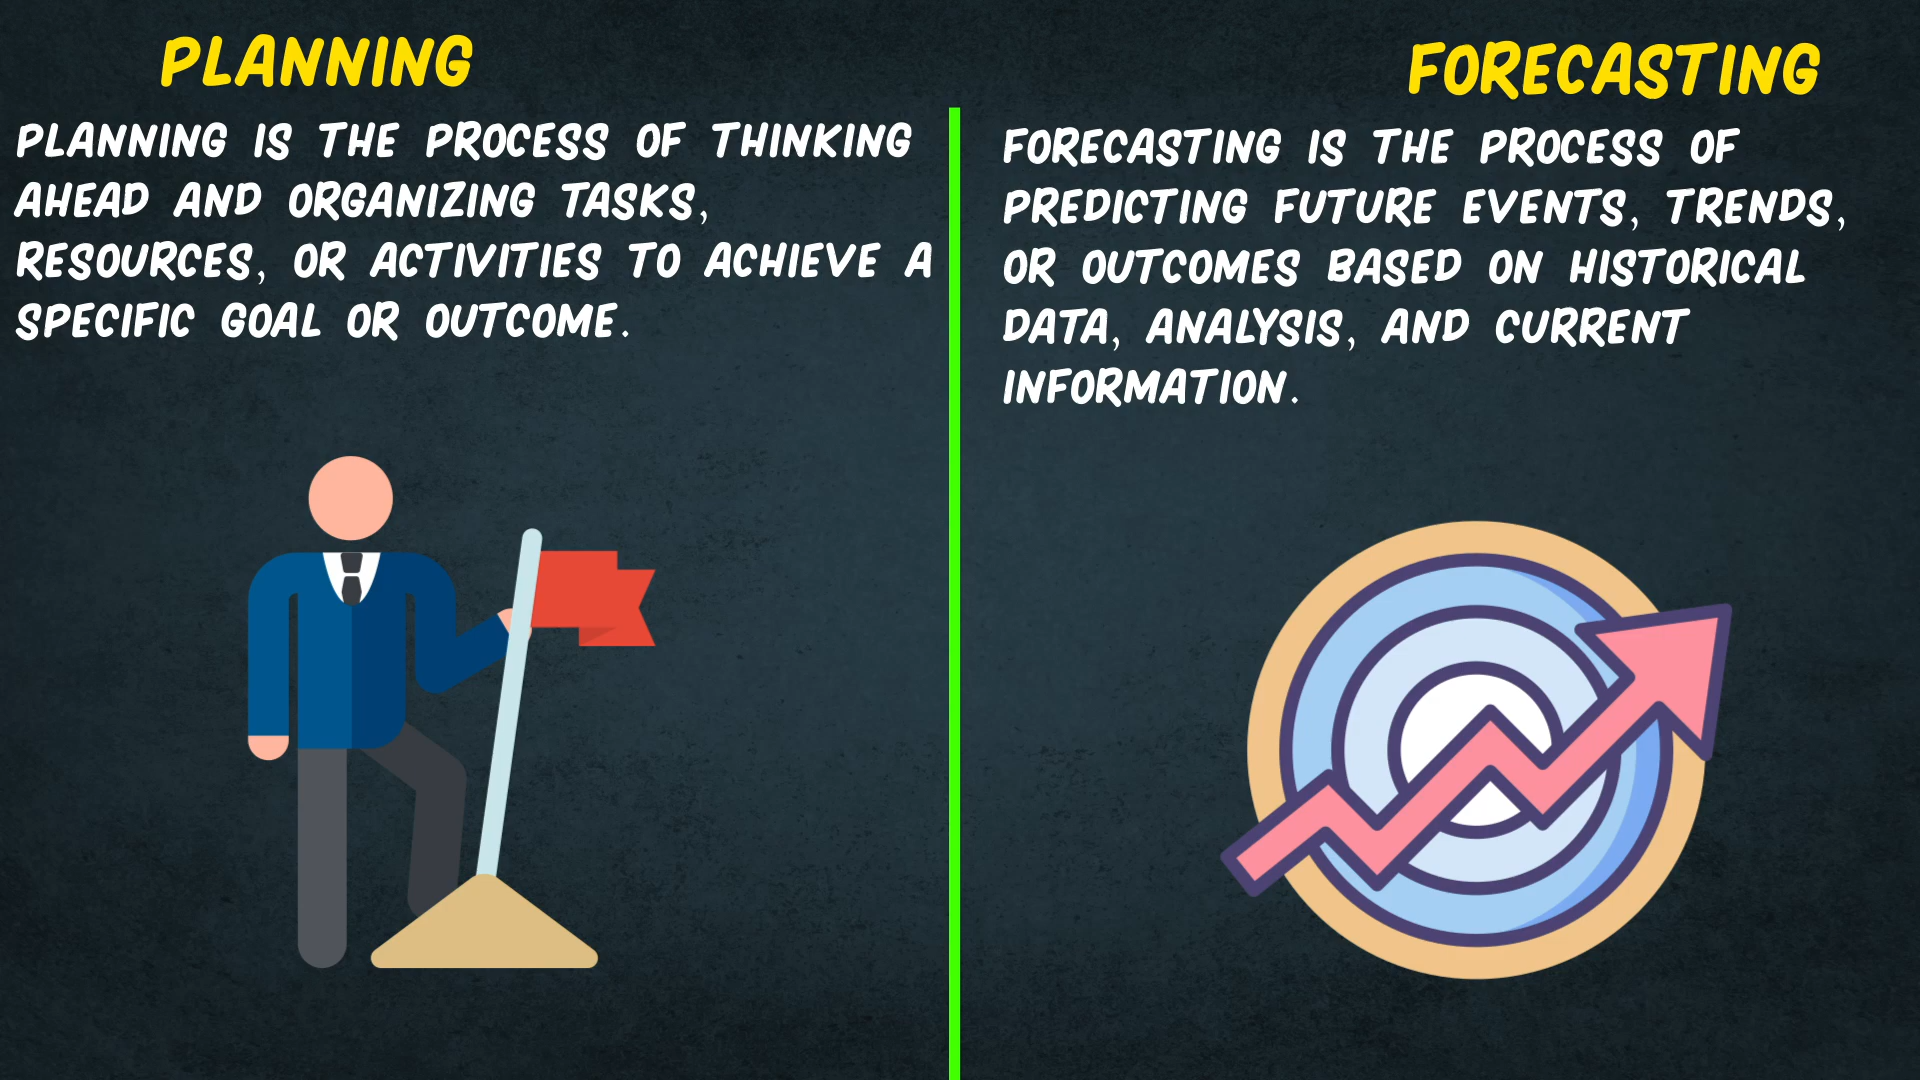 PLANNING
PLANNING IS THE PROCESS OF THINKING
AHEAD AND ORGANIZING TASKS,
RESOURCES, OR ACTIVITIES TO ACHIEVE A
SPECIFIC GOAL OR OUTCOME.
FORECASTING
FORECASTING IS THE PROCESS OF
PREDICTING FUTURE EVENTS, TRENDS,
OR OUTCOMES BASED ON HISTORICAL
DATA, ANALYSIS, AND CURRENT
INFORMATION.